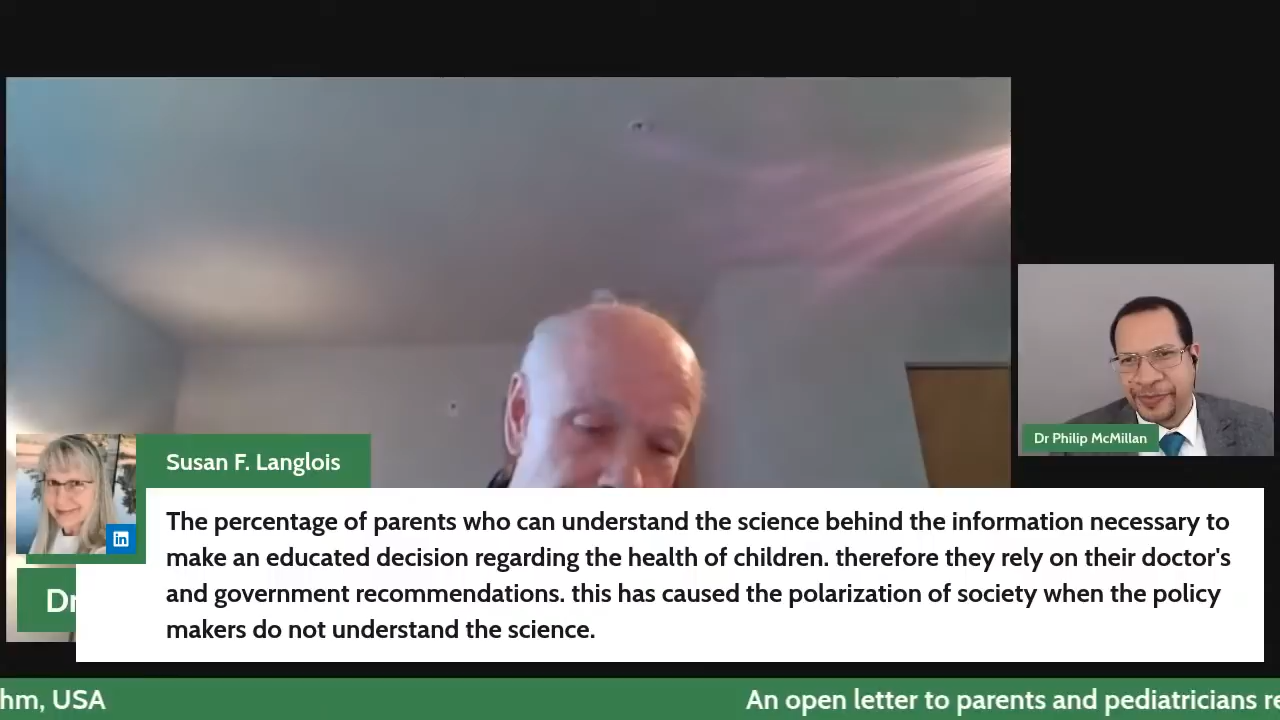 Dr Philip McMillan
Susan F. Langlois
in
The percentage of parents who can understand the science behind the information necessary to
make an educated decision regarding the health of children. therefore they rely on their doctor's
and government recommendations. this has caused the polarization of society when the policy
makers do not understand the science.
Dr
hm, USA
An open letter to parents and pediatricians re